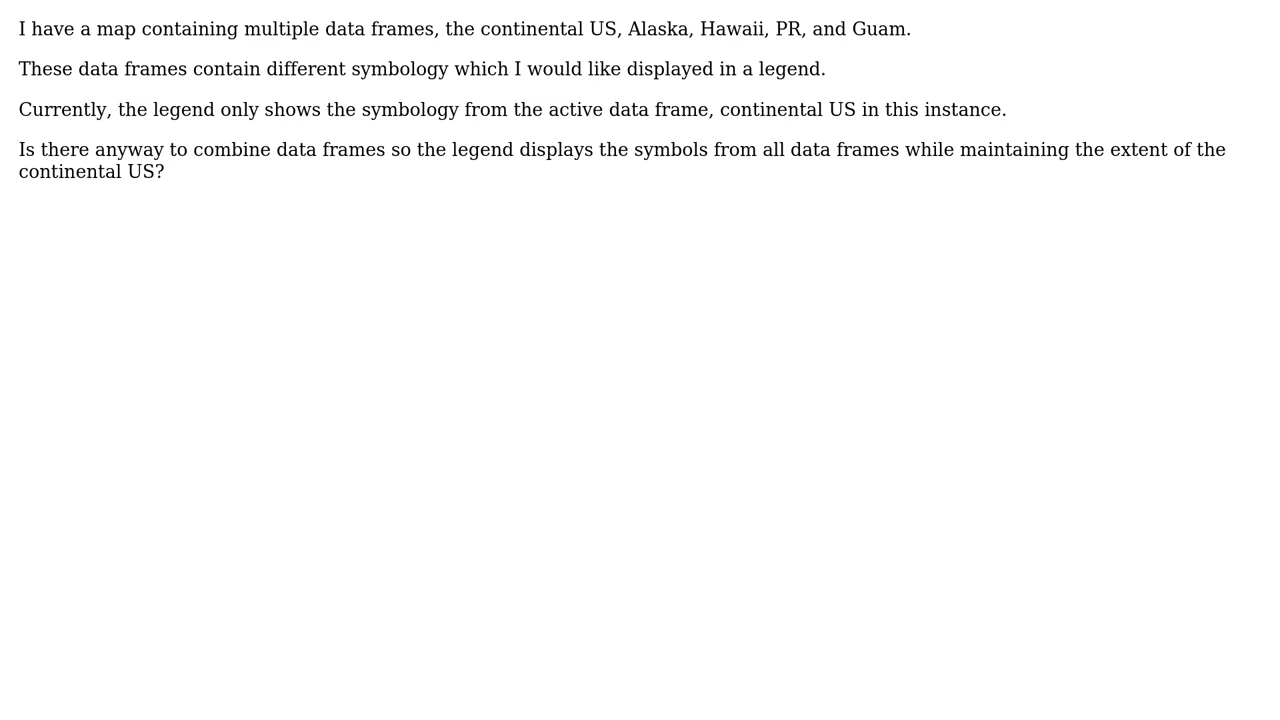 I have a map containing multiple data frames, the continental US, Alaska, Hawaii, PR, and Guam.
These data frames contain different symbology which I would like displayed in a legend.
Currently, the legend only shows the symbology from the active data frame, continental US in this instance.
Is there anyway to combine data frames so the legend displays the symbols from all data frames while maintaining the extent of the
continental US?